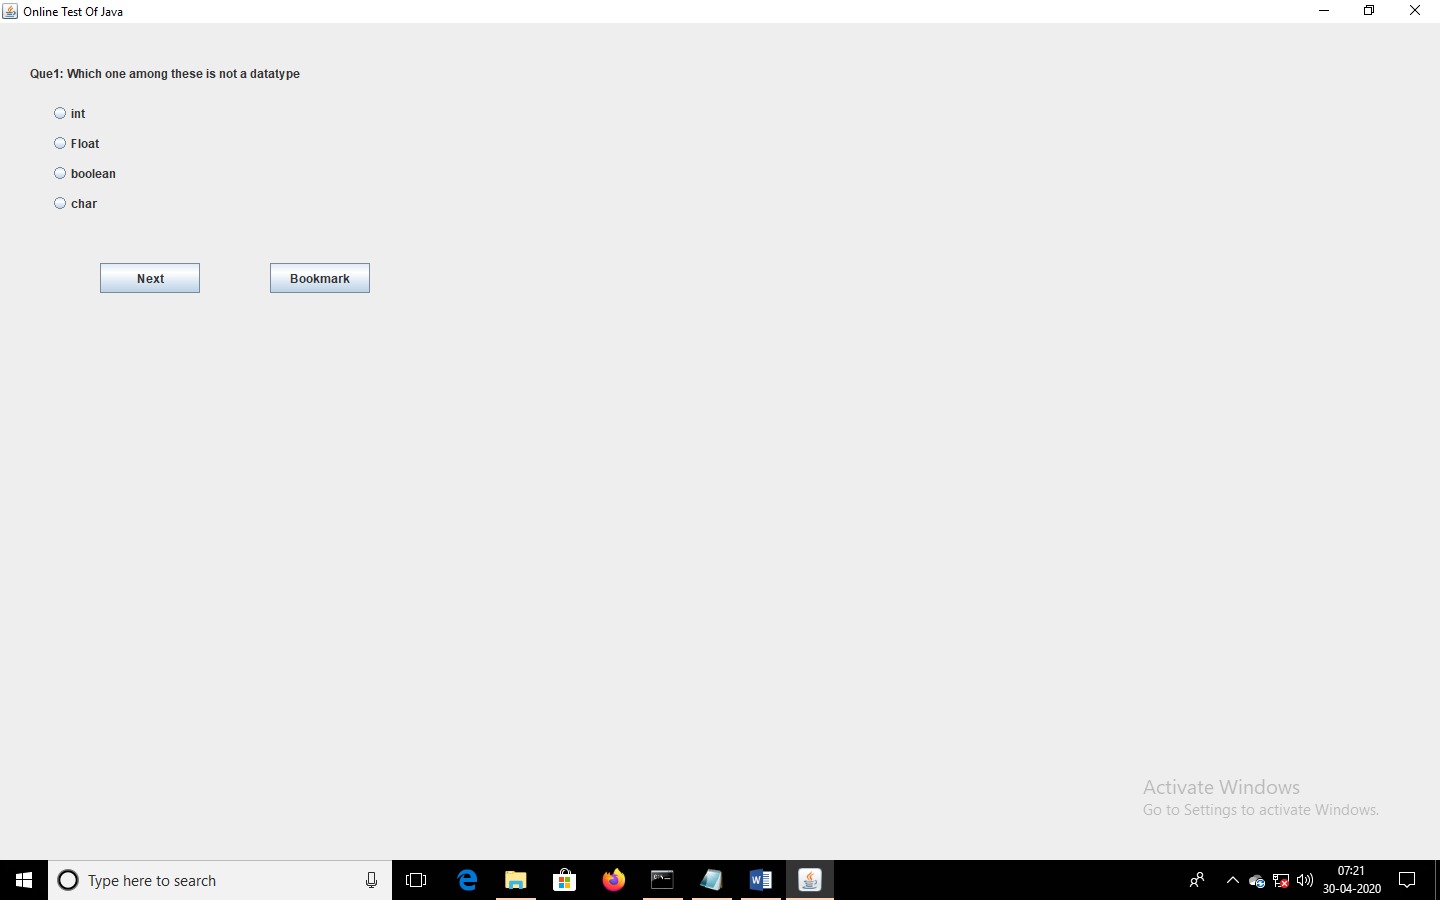 Online Test Of Java
Que1: Which one among these is not a datatype
int
Float
boolean
char
Next
Bookmark
Activate Windows
Go to Settings to activate Windows.
Type here to search
07:21
30-04-2020